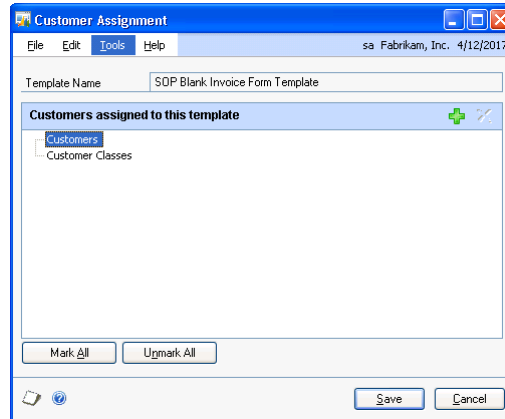 Customer Assignment
File Edit Tools Help sa Fabrikam, Inc. 4/12/2017
Template Name SOP Blank Invoice Form Template
Customers assigned to this template
Customers
Customer Classes
Mark All Unmark All
Save Cancel